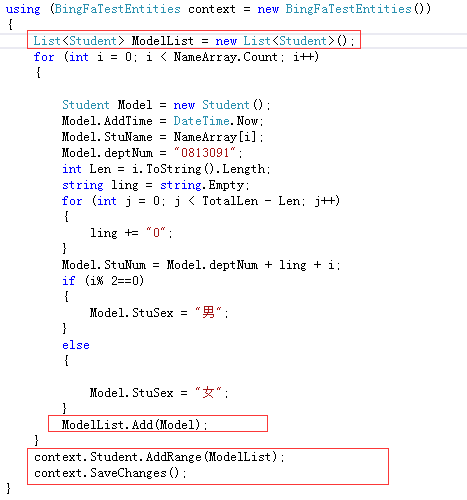 using (BingFaTestEntities context = new BingFaTestEntities())
{
List<Student> ModelList = new List<Student>();
for (int i = 0; i < NameArray.Count; i++)
{
Student Model = new Student();
Model.AddTime = DateTime.Now;
Model.StuName = NameArray[i];
Model.deptNum = "0813091";
int Len = i.ToString().Length;
string ling = string.Empty;
for (int j = 0; j < TotalLen - Len; j++)
{
ling += "0";
}
Model.StuNum = Model.deptNum + ling + i;
if (i% 2==0)
{
Model.StuSex = "男";
}
else
{
Model.StuSex = "女";
}
ModelList.Add(Model);
}
context.Student.AddRange(ModelList);
context.SaveChanges();
}